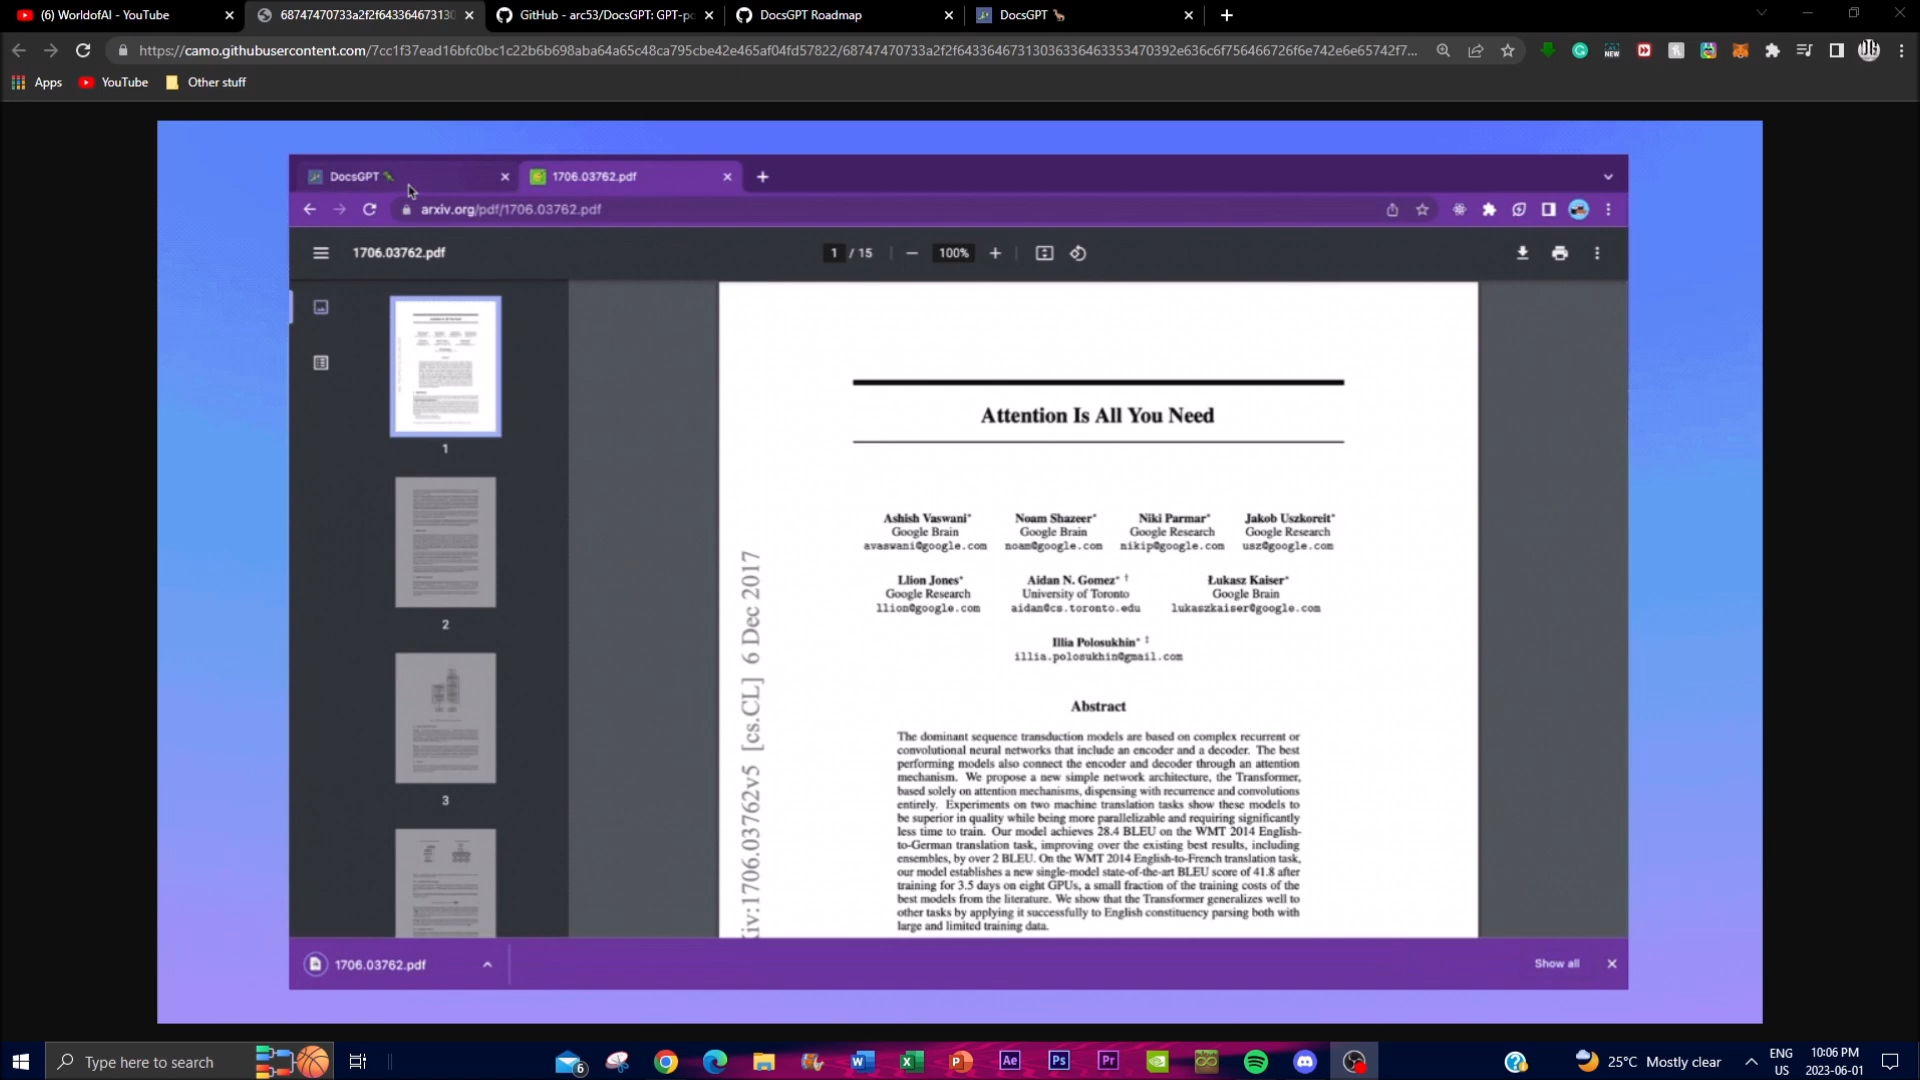 (6) WorldofAI - YouTube
68747470733a2f2f643364673130
GitHub - arc53/DocsGPT: GPT-po
DocsGPT Roadmap
DocsGPT
https://camo.githubusercontent.com/7cc1f37ead16bfc0bc1c22b6b698aba64a65c48ca795cbe42e465af04fd57822/68747470733a2f2f6433646731303633646335347039 2e636c6f756466726f6e742e6e65742f7...
NEW
Apps
YouTube
Other stuff
DocsGPT
1706.03762.pdf
arxiv.org/pdf/1706.03762.pdf
1706.03762.pdf
1 / 15
100%
1
2
3
Attention Is All You Need
Ashish Vaswani* Noam Shazeer* Niki Parmar* Jakob Uszkoreit*
Google Brain Google Brain Google Research Google Research
avaswani@google.com noam@google.com nikip@google.com usz@google.com
Llion Jones* Aidan N. Gomez* † Łukasz Kaiser*
Google Research University of Toronto Google Brain
llion@google.com aidan@cs.toronto.edu lukaszkaiser@google.com
Illia Polosukhin* ‡
illia.polosukhin@gmail.com
Xiv:1706.03762v5 [cs.CL] 6 Dec 2017
Abstract
The dominant sequence transduction models are based on complex recurrent or
convolutional neural networks that include an encoder and a decoder. The best
performing models also connect the encoder and decoder through an attention
mechanism. We propose a new simple network architecture, the Transformer,
based solely on attention mechanisms, dispensing with recurrence and convolutions
entirely. Experiments on two machine translation tasks show these models to
be superior in quality while being more parallelizable and requiring significantly
less time to train. Our model achieves 28.4 BLEU on the WMT 2014 English-
to-German translation task, improving over the existing best results, including
ensembles, by over 2 BLEU. On the WMT 2014 English-to-French translation task,
our model establishes a new single-model state-of-the-art BLEU score of 41.8 after
training for 3.5 days on eight GPUs, a small fraction of the training costs of the
best models from the literature. We show that the Transformer generalizes well to
other tasks by applying it successfully to English constituency parsing both with
large and limited training data.
1706.03762.pdf
Show all
Type here to search
6
Ae
Ps
Pr
25°C Mostly clear
ENG
US
10:06 PM
2023-06-01